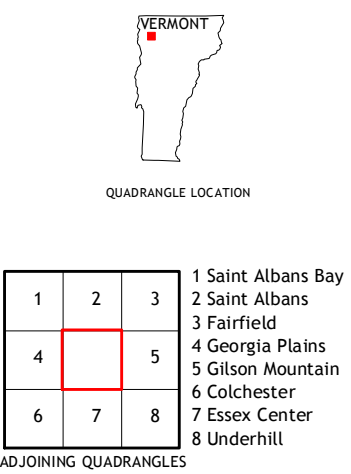 VERMONT
QUADRANGLE LOCATION
1 2 3
4 5
6 7 8
1 Saint Albans Bay
2 Saint Albans
3 Fairfield
4 Georgia Plains
5 Gilson Mountain
6 Colchester
7 Essex Center
8 Underhill
ADJOINING QUADRANGLES